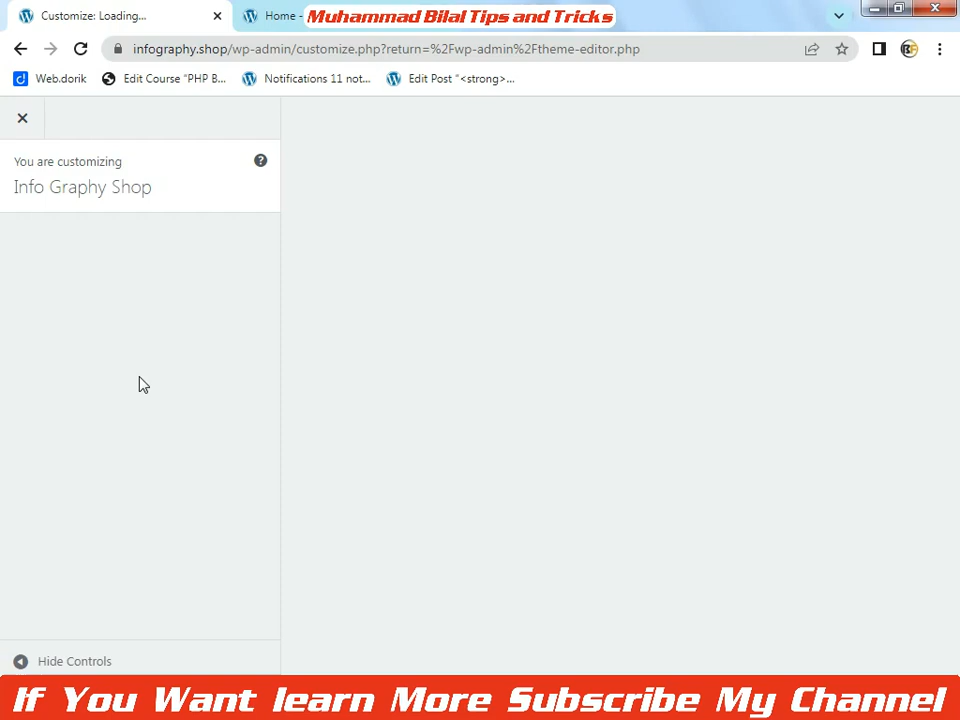 Customize: Loading...
Home -
Muhammad Bilal Tips and Tricks
infography.shop/wp-admin/customize.php?return=%2Fwp-admin%2Ftheme-editor.php
Web.dorik
Edit Course "PHP B...
Notifications 11 not...
Edit Post "<strong>...
You are customizing
Info Graphy Shop
Hide Controls
If You Want learn More Subscribe My Channel